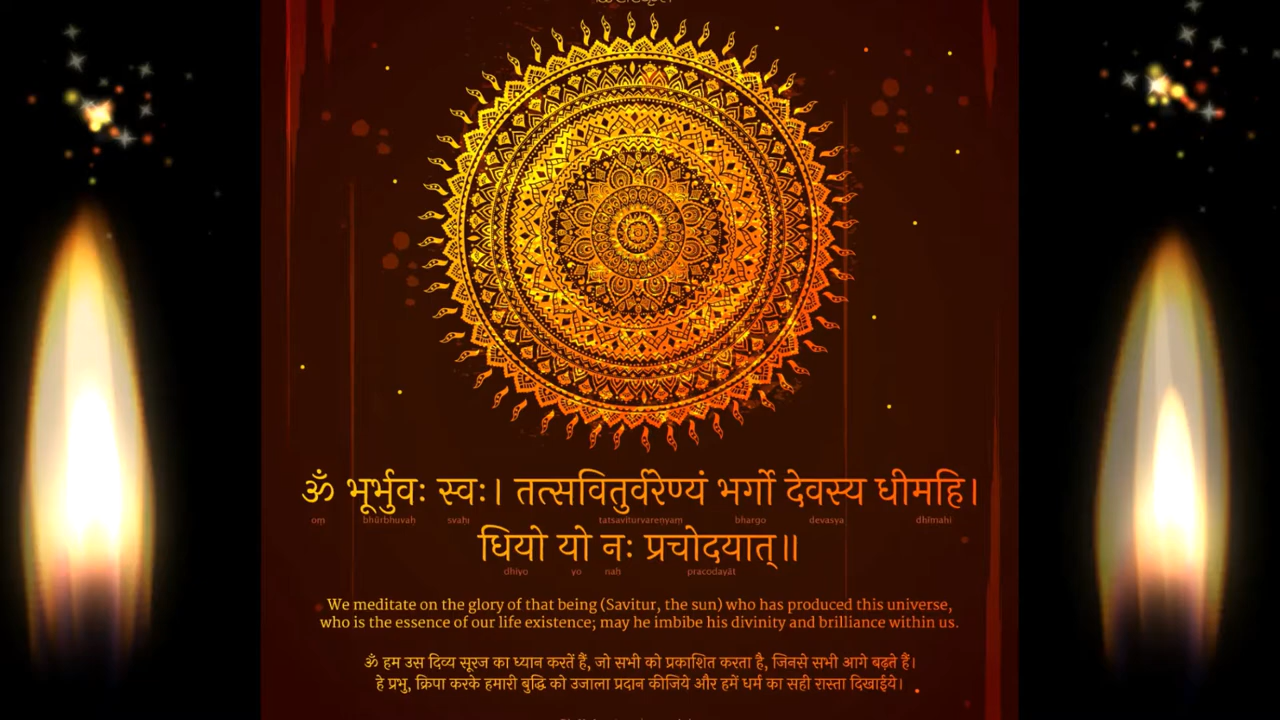 ॐ भूर्भुवः स्वः। तत्सवितुर्वरेण्यं भर्गो देवस्य धीमहि।
oṃ bhūrbhuvaḥ svaḥı tatsaviturvareṇyaṃ bhargo devasya dhīmahi
धियो यो नः प्रचोदयात्॥
dhiyo yo naḥ pracodayāt
We meditate on the glory of that being (Savitur, the sun) who has produced this universe,
who is the essence of our life existence; may he imbibe his divinity and brilliance within us.
ॐ हम उस दिव्य सूरज का ध्यान करतें हैं, जो सभी को प्रकाशित करता है, जिनसे सभी आगे बढ़ते हैं।
हे प्रभु, क्रिपा करके हमारी बुद्धि को उजाला प्रदान कीजिये और हमें धर्म का सही रास्ता दिखाईये।